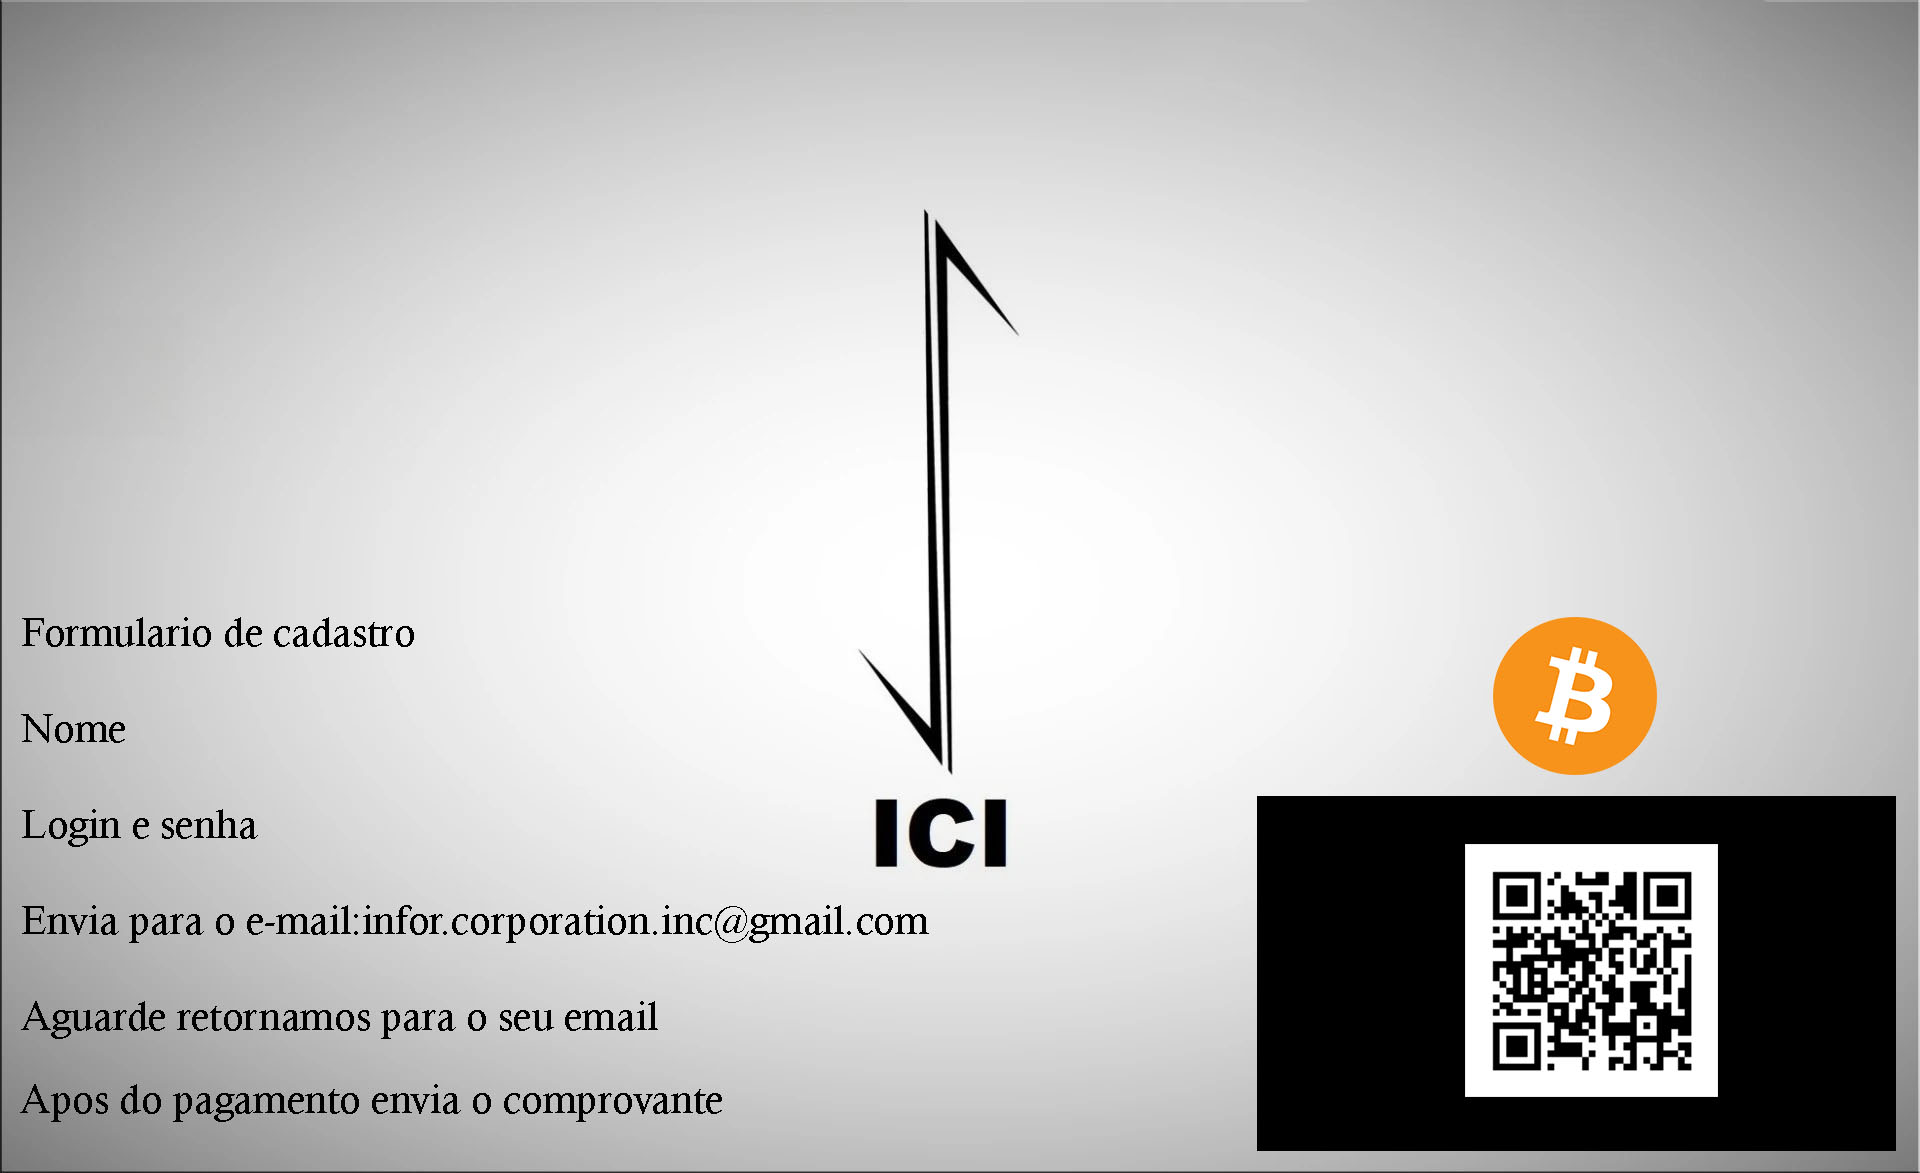 ICI
Formulario de cadastro
Nome
Login e senha
Envia para o e-mail:infor.corporation.inc@gmail.com
Aguarde retornamos para o seu email
Apos do pagamento envia o comprovante